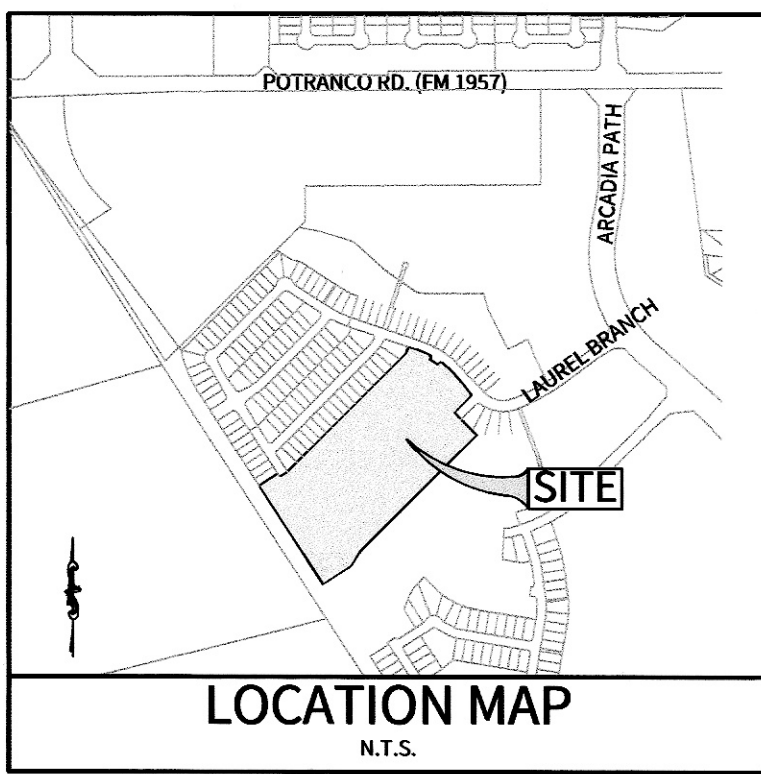 POTRANCO RD. (FM 1957)
ARCADIA PATH
LAUREL BRANCH
SITE
LOCATION MAP
N.T.S.